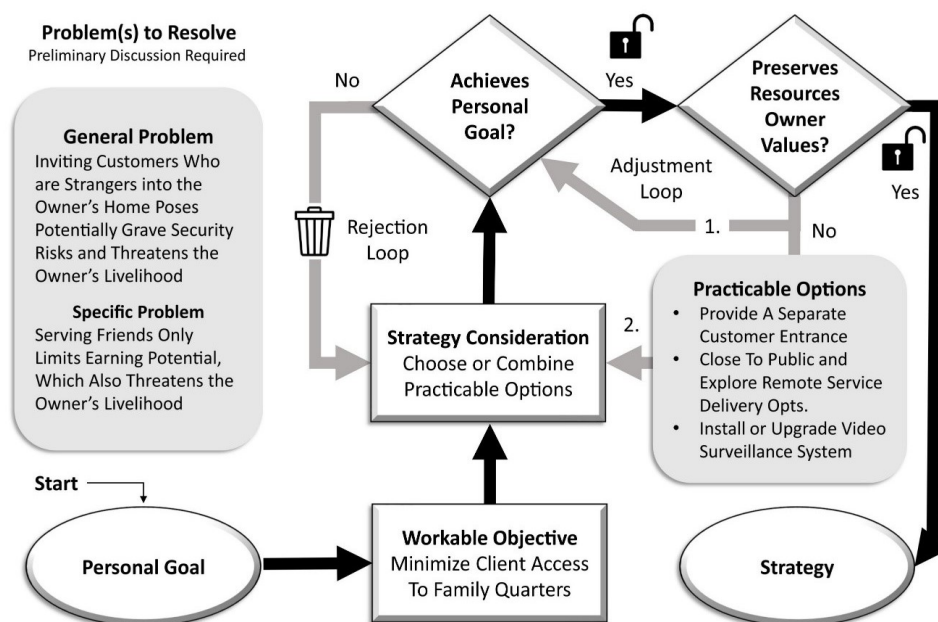 Problem(s) to Resolve
Preliminary Discussion Required
General Problem
Inviting Customers Who
are Strangers into the
Owner's Home Poses
Potentially Grave Security
Risks and Threatens the
Owner's Livelihood
Specific Problem
Serving Friends Only
Limits Earning Potential,
Which Also Threatens the
Owner's Livelihood
Start
Personal Goal
Workable Objective
Minimize Client Access
To Family Quarters
Strategy Consideration
Choose or Combine
Practicable Options
Rejection
Loop
No
Achieves
Personal
Goal?
Yes
Preserves
Resources
Owner
Values?
Yes
Adjustment
Loop
1.
No
2.
Practicable Options
• Provide A Separate
Customer Entrance
• Close To Public and
Explore Remote Service
Delivery Opts.
• Install or Upgrade Video
Surveillance System
Strategy